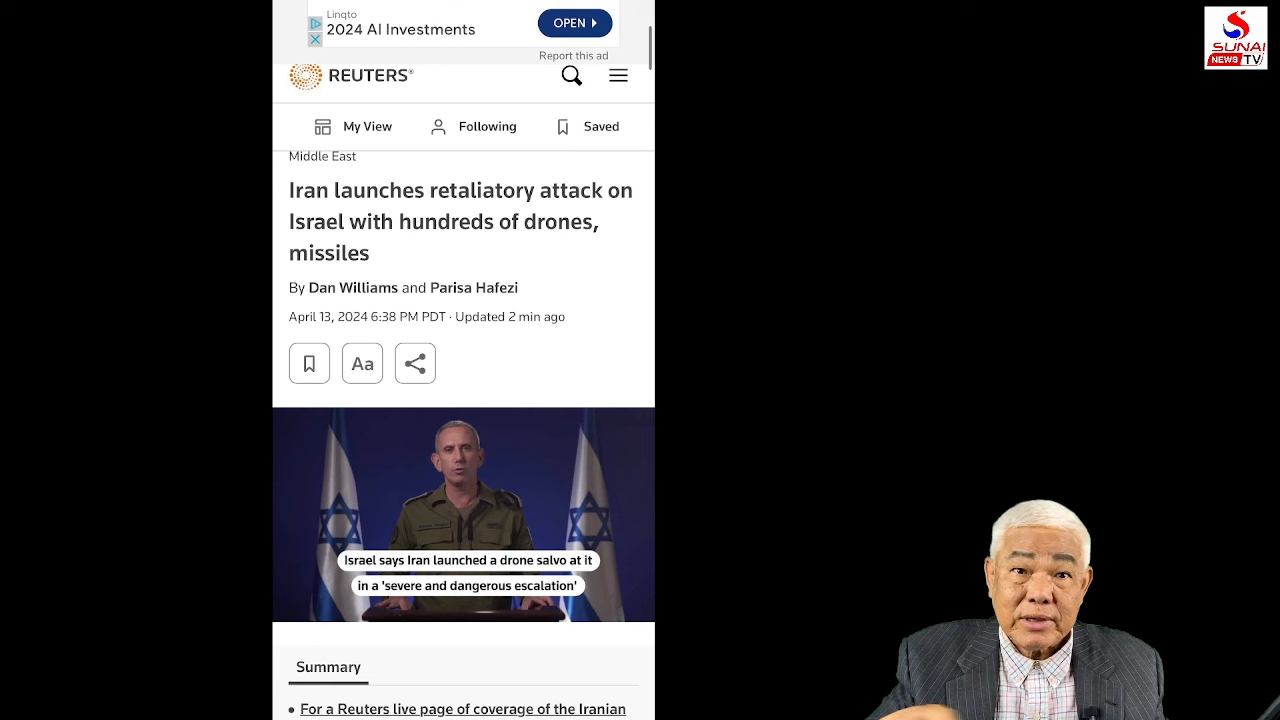 Linqto
2024 AI Investments
OPEN
Report this ad
REUTERS®
My View
Following
Saved
Middle East
Iran launches retaliatory attack on
Israel with hundreds of drones,
missiles
By Dan Williams and Parisa Hafezi
April 13, 2024 6:38 PM PDT · Updated 2 min ago
Aa
Israel says Iran launched a drone salvo at it
in a 'severe and dangerous escalation'
Summary
• For a Reuters live page of coverage of the Iranian
SUNAI
NEWS TV